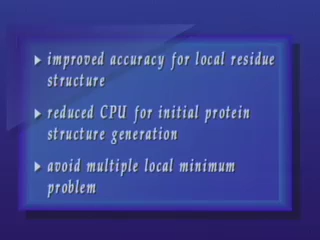 improved accuracy for local residue
structure
reduced CPU for initial protein
structure generation
avoid multiple local minimum
problem